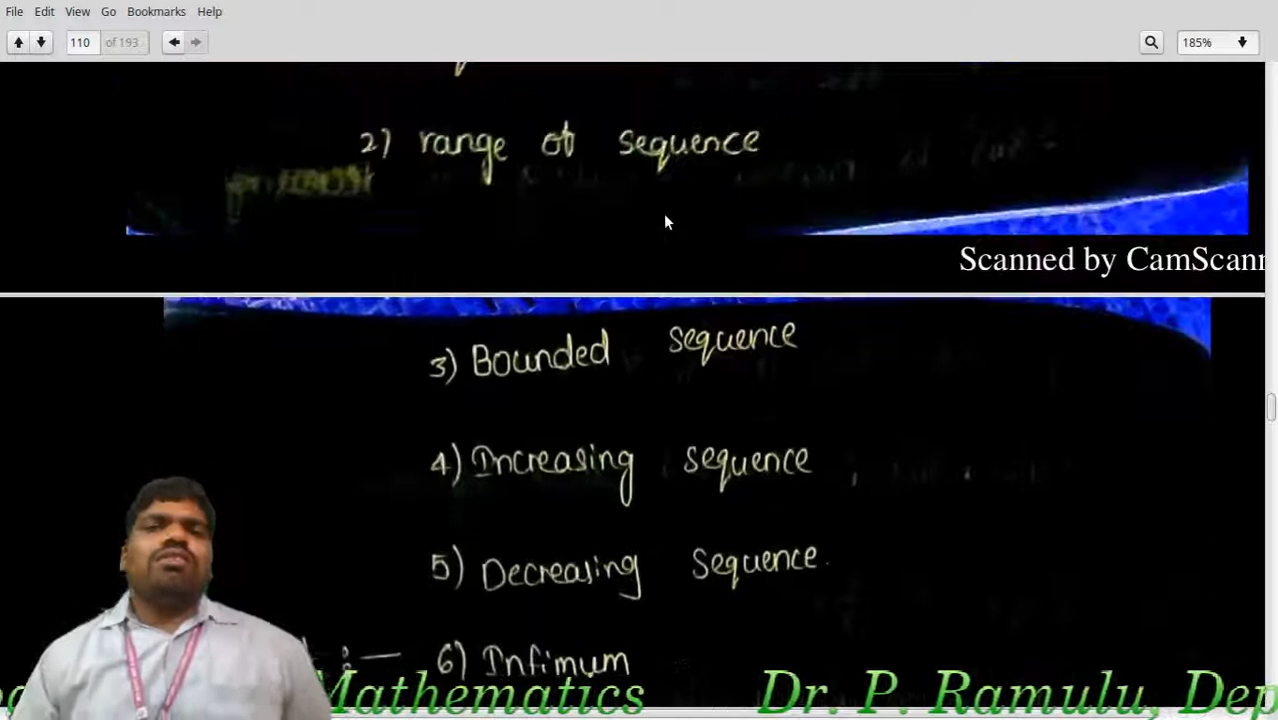 File Edit View Go Bookmarks Help
110 of 193 185%
2) range of sequence
Scanned by CamScann
3) Bounded sequence
4) Increasing sequence
5) Decreasing sequence.
:— 6) Infimum
Mathematics Dr. P. Ramulu, Dep